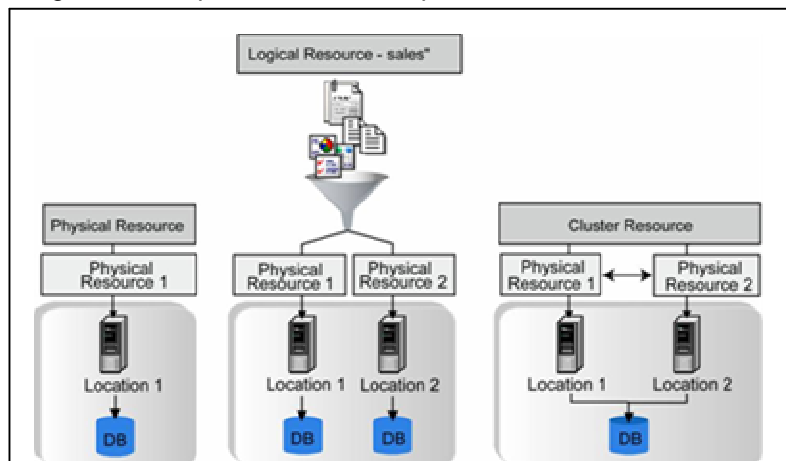 Logical Resource - sales"
Physical Resource
Physical
Resource 1
Location 1
DB
Physical
Resource 1
Physical
Resource 2
Location 1
Location 2
DB
DB
Cluster Resource
Physical
Resource 1
Physical
Resource 2
Location 1
Location 2
DB